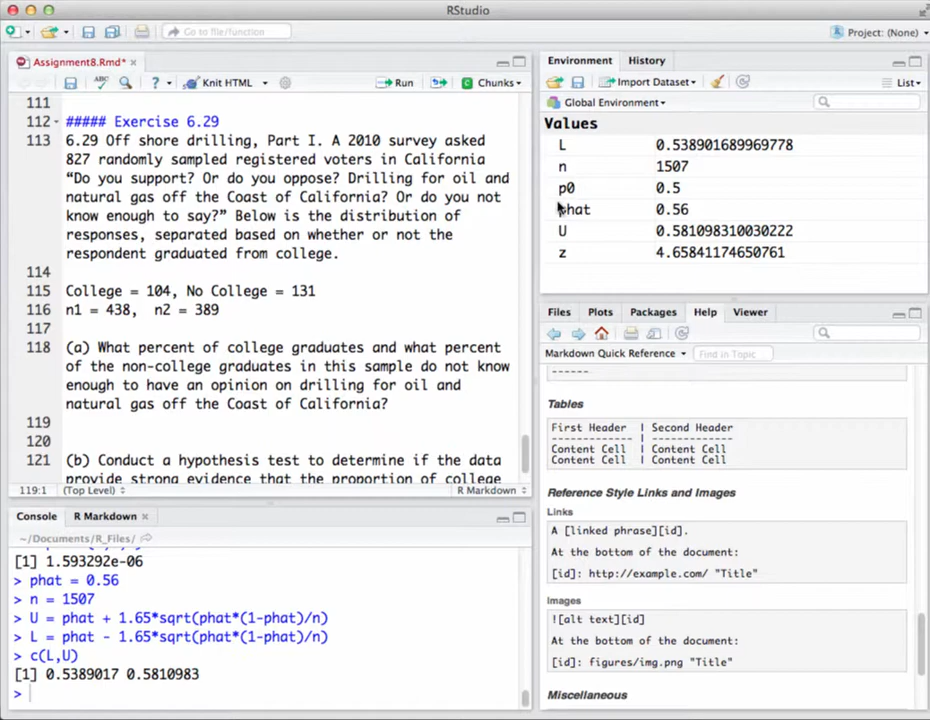 RStudio
Go to file/function
Project: (None)
Assignment8.Rmd*
ABC
Knit HTML
Run
Chunks
111
112 ##### Exercise 6.29
113 6.29 Off shore drilling, Part I. A 2010 survey asked
827 randomly sampled registered voters in California
“Do you support? Or do you oppose? Drilling for oil and
natural gas off the Coast of California? Or do you not
know enough to say?” Below is the distribution of
responses, separated based on whether or not the
respondent graduated from college.
114
115 College = 104, No College = 131
116 n1 = 438, n2 = 389
117
118 (a) What percent of college graduates and what percent
of the non-college graduates in this sample do not know
enough to have an opinion on drilling for oil and
natural gas off the Coast of California?
119
120
121 (b) Conduct a hypothesis test to determine if the data
provide strong evidence that the proportion of college
119:1 (Top Level) R Markdown
Console R Markdown
~/Documents/R_Files/
[1] 1.593292e-06
> phat = 0.56
> n = 1507
> U = phat + 1.65*sqrt(phat*(1-phat)/n)
> L = phat - 1.65*sqrt(phat*(1-phat)/n)
> c(L,U)
[1] 0.5389017 0.5810983
>
Environment History
Import Dataset
List
Global Environment
Values
L 0.538901689969778
n 1507
p0 0.5
phat 0.56
U 0.581098310030222
z 4.65841174650761
Files Plots Packages Help Viewer
Markdown Quick Reference Find in Topic
------
Tables
First Header | Second Header
------------- | -------------
Content Cell | Content Cell
Content Cell | Content Cell
Reference Style Links and Images
Links
A [linked phrase][id].
At the bottom of the document:
[id]: http://example.com/ "Title"
Images
![alt text][id]
At the bottom of the document:
[id]: figures/img.png "Title"
Miscellaneous